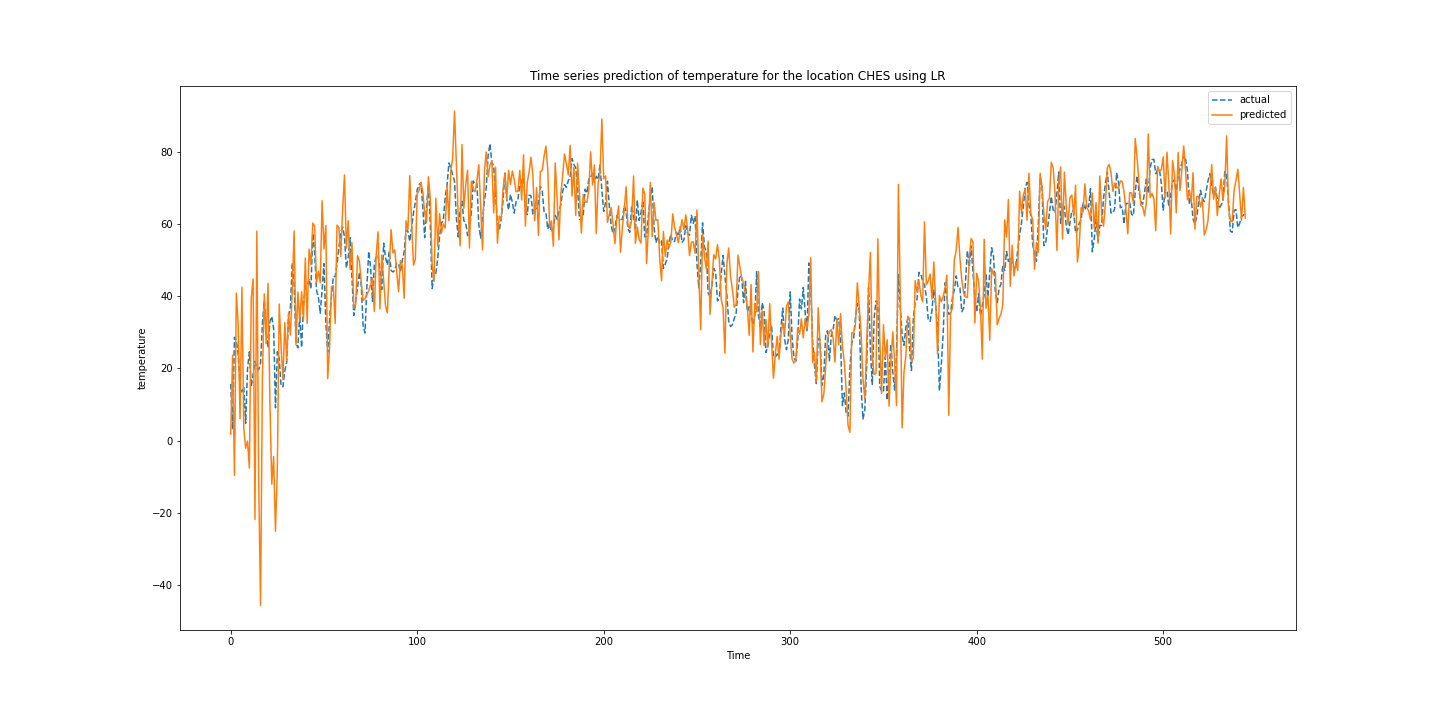 Time series prediction of temperature for the location CHES using LR
actual
predicted
80
60
40
20
0
−20
−40
temperature
0 100 200 300 400 500
Time